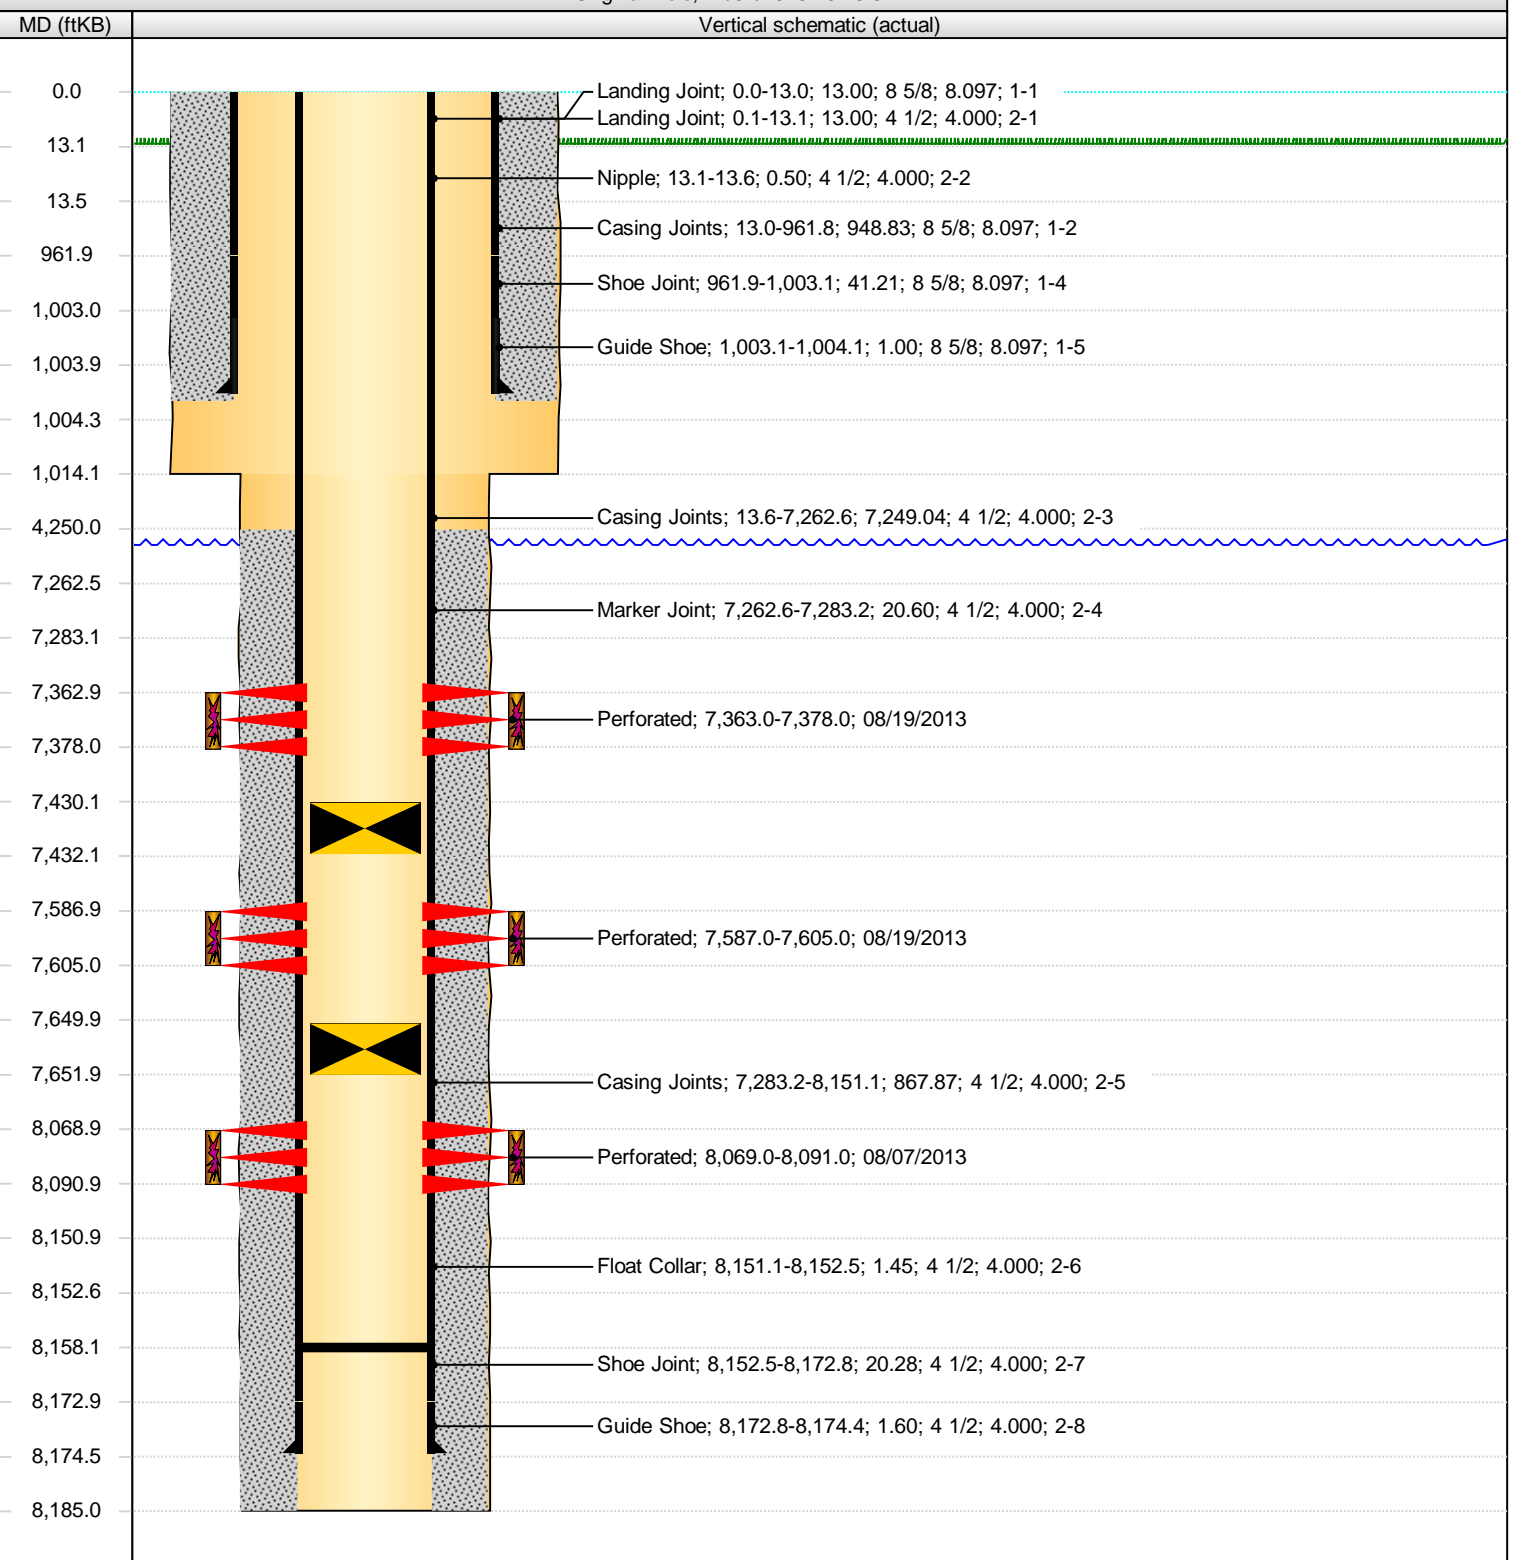 MD (ftKB) Vertical schematic (actual)
0.0
Landing Joint; 0.0-13.0; 13.00; 8 5/8; 8.097; 1-1
Landing Joint; 0.1-13.1; 13.00; 4 1/2; 4.000; 2-1
13.1
Nipple; 13.1-13.6; 0.50; 4 1/2; 4.000; 2-2
13.5
Casing Joints; 13.0-961.8; 948.83; 8 5/8; 8.097; 1-2
961.9
Shoe Joint; 961.9-1,003.1; 41.21; 8 5/8; 8.097; 1-4
1,003.0
Guide Shoe; 1,003.1-1,004.1; 1.00; 8 5/8; 8.097; 1-5
1,003.9
1,004.3
1,014.1
Casing Joints; 13.6-7,262.6; 7,249.04; 4 1/2; 4.000; 2-3
4,250.0
7,262.5
Marker Joint; 7,262.6-7,283.2; 20.60; 4 1/2; 4.000; 2-4
7,283.1
7,362.9
Perforated; 7,363.0-7,378.0; 08/19/2013
7,378.0
7,430.1
7,432.1
7,586.9
Perforated; 7,587.0-7,605.0; 08/19/2013
7,605.0
7,649.9
7,651.9
Casing Joints; 7,283.2-8,151.1; 867.87; 4 1/2; 4.000; 2-5
8,068.9
Perforated; 8,069.0-8,091.0; 08/07/2013
8,090.9
8,150.9
Float Collar; 8,151.1-8,152.5; 1.45; 4 1/2; 4.000; 2-6
8,152.6
8,158.1
Shoe Joint; 8,152.5-8,172.8; 20.28; 4 1/2; 4.000; 2-7
8,172.9
Guide Shoe; 8,172.8-8,174.4; 1.60; 4 1/2; 4.000; 2-8
8,174.5
8,185.0